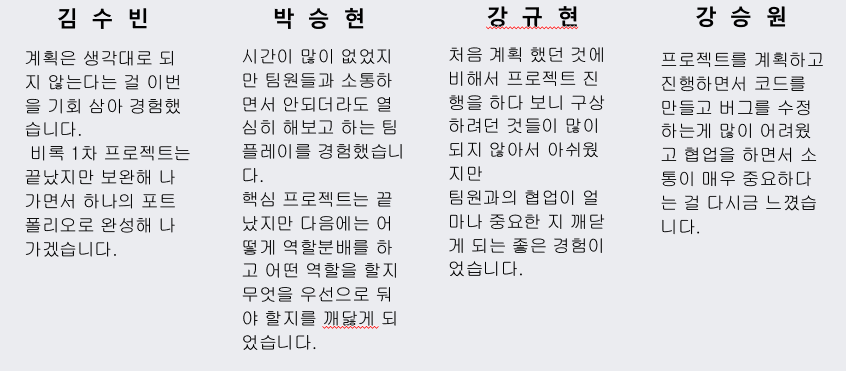 김 수 빈
계획은 생각대로 되
지 않는다는 걸 이번
을 기회 삼아 경험했
습니다.
비록 1차 프로젝트는
끝났지만 보완해 나
가면서 하나의 포트
폴리오로 완성해 나
가겠습니다.
박 승 현
시간이 많이 없었지
만 팀원들과 소통하
면서 안되더라도 열
심히 해보고 하는 팀
플레이를 경험했습니
다.
핵심 프로젝트는 끝
났지만 다음에는 어
떻게 역할분배를 하
고 어떤 역할을 할지
무엇을 우선으로 둬
야 할지를 깨닳게 되
었습니다.
강 규 현
처음 계획 했던 것에
비해서 프로젝트 진
행을 하다 보니 구상
하려던 것들이 많이
되지 않아서 아쉬웠
지만
팀원과의 협업이 얼
마나 중요한 지 깨닫
게 되는 좋은 경험이
었습니다.
강 승 원
프로젝트를 계획하고
진행하면서 코드를
만들고 버그를 수정
하는게 많이 어려웠
고 협업을 하면서 소
통이 매우 중요하다
는 걸 다시금 느꼈습
니다.